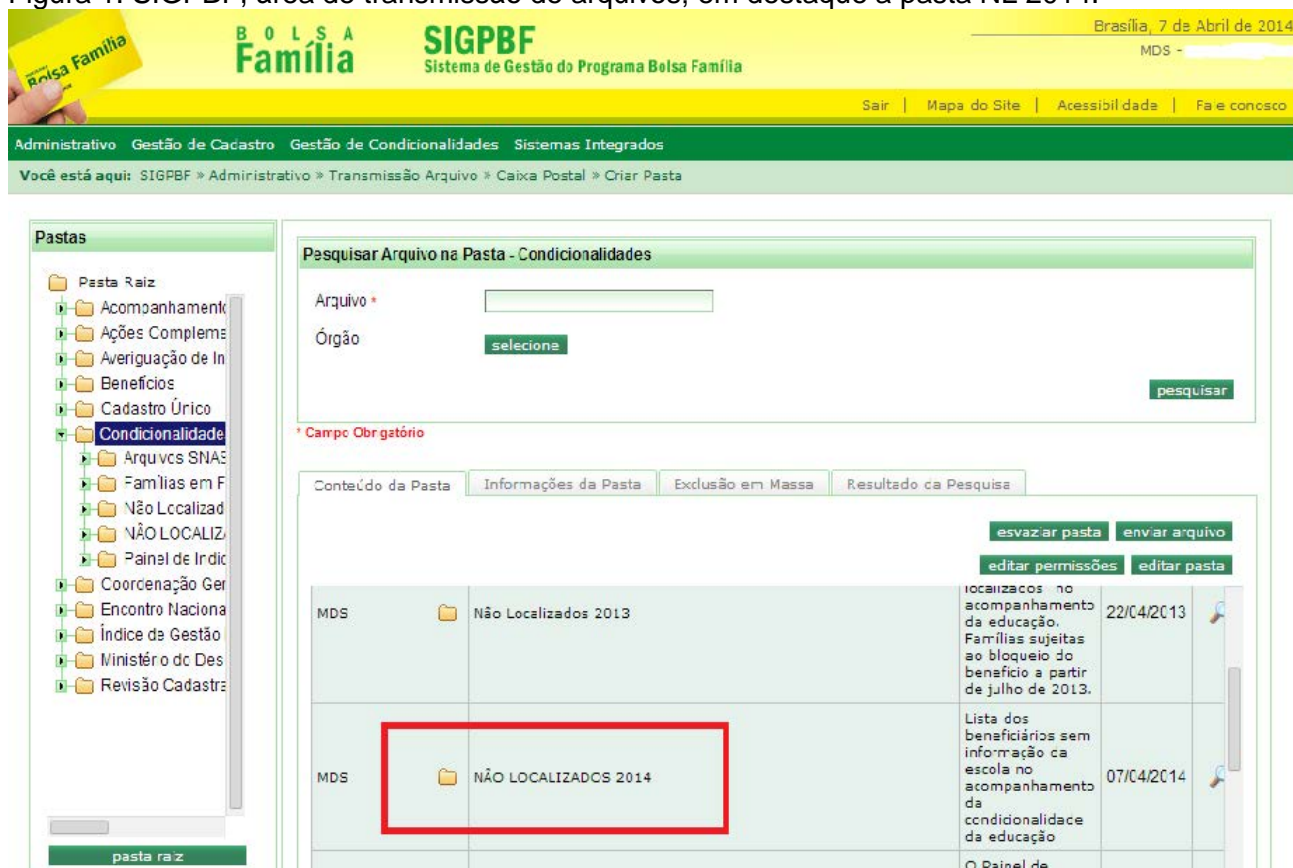 Figura 1: SIGPBF, área de transmissão de arquivos, em destaque a pasta NL 2014.
Bolsa Família
BOLSA
Família
SIGPBF
Sistema de Gestão do Programa Bolsa Família
Brasília, 7 de Abril de 2014
MDS -
Sair | Mapa do Site | Acessibilidade | Fale conosco
Administrativo Gestão de Cadastro Gestão de Condicionalidades Sistemas Integrados
Você está aqui: SIGPBF » Administrativo » Transmissão Arquivo » Caixa Postal » Criar Pasta
Pastas
Pasta Raiz
Acompanhamento
Ações Compleme
Averiguação de In
Benefícios
Cadastro Único
Condicionalidade
Arquivos SNAS
Famílias em F
Não Localizad
NÃO LOCALIZA
Painel de Indic
Coordenação Ger
Encontro Naciona
Índice de Gestão
Ministério do Des
Revisão Cadastra
pasta raiz
Pesquisar Arquivo na Pasta - Condicionalidades
Arquivo *
Órgão
selecione
pesquisar
* Campo Obrigatório
Conteúdo da Pasta Informações da Pasta Exclusão em Massa Resultado da Pesquisa
esvaziar pasta enviar arquivo
editar permissões editar pasta
MDS Não Localizados 2013
localizados no
acompanhamento
da educação.
Famílias sujeitas
ao bloqueio do
benefício a partir
de julho de 2013.
22/04/2013
MDS NÃO LOCALIZADOS 2014
Lista dos
beneficiários sem
informação da
escola no
acompanhamento
da
condicionalidade
da educação
07/04/2014
O Painel de